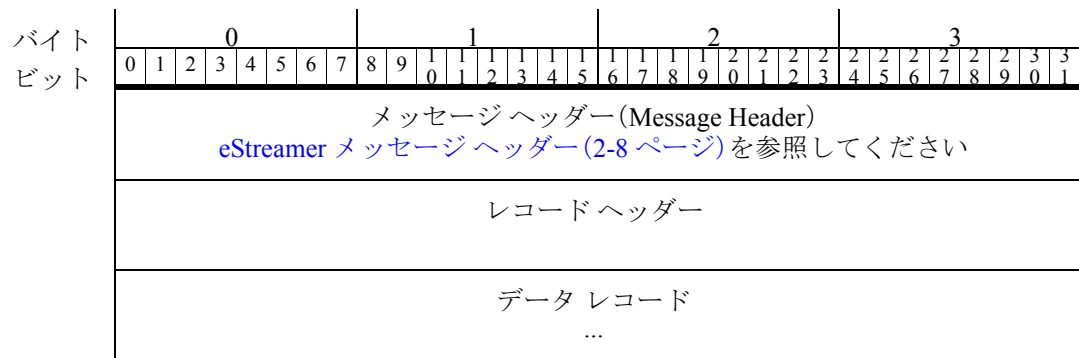 バイト 0 1 2 3
ビット 0 1 2 3 4 5 6 7 8 9 10 11 12 13 14 15 16 17 18 19 20 21 22 23 24 25 26 27 28 29 30 31
メッセージ ヘッダー(Message Header)
eStreamer メッセージ ヘッダー(2-8 ページ)を参照してください
レコード ヘッダー
データ レコード
...